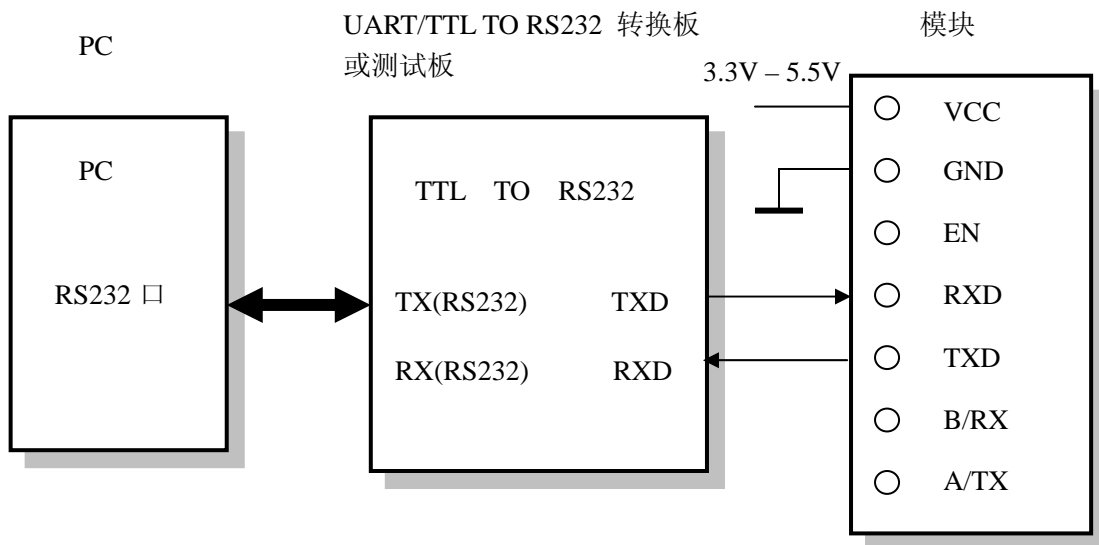 PC
UART/TTL TO RS232 转换板
或测试板
模块
3.3V – 5.5V
PC
RS232 口
TTL TO RS232
TX(RS232) TXD
RX(RS232) RXD
VCC
GND
EN
RXD
TXD
B/RX
A/TX